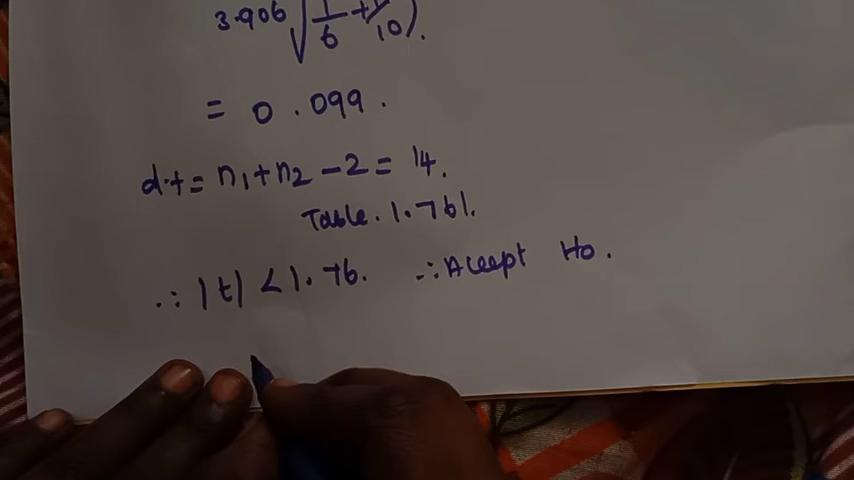 3.906 √(1/6 + 1/10).
= 0.099.
d.f = n₁+n₂ -2 = 14.
Table. 1.761.
∴ |t| < 1.76. ∴ Accept Ho.